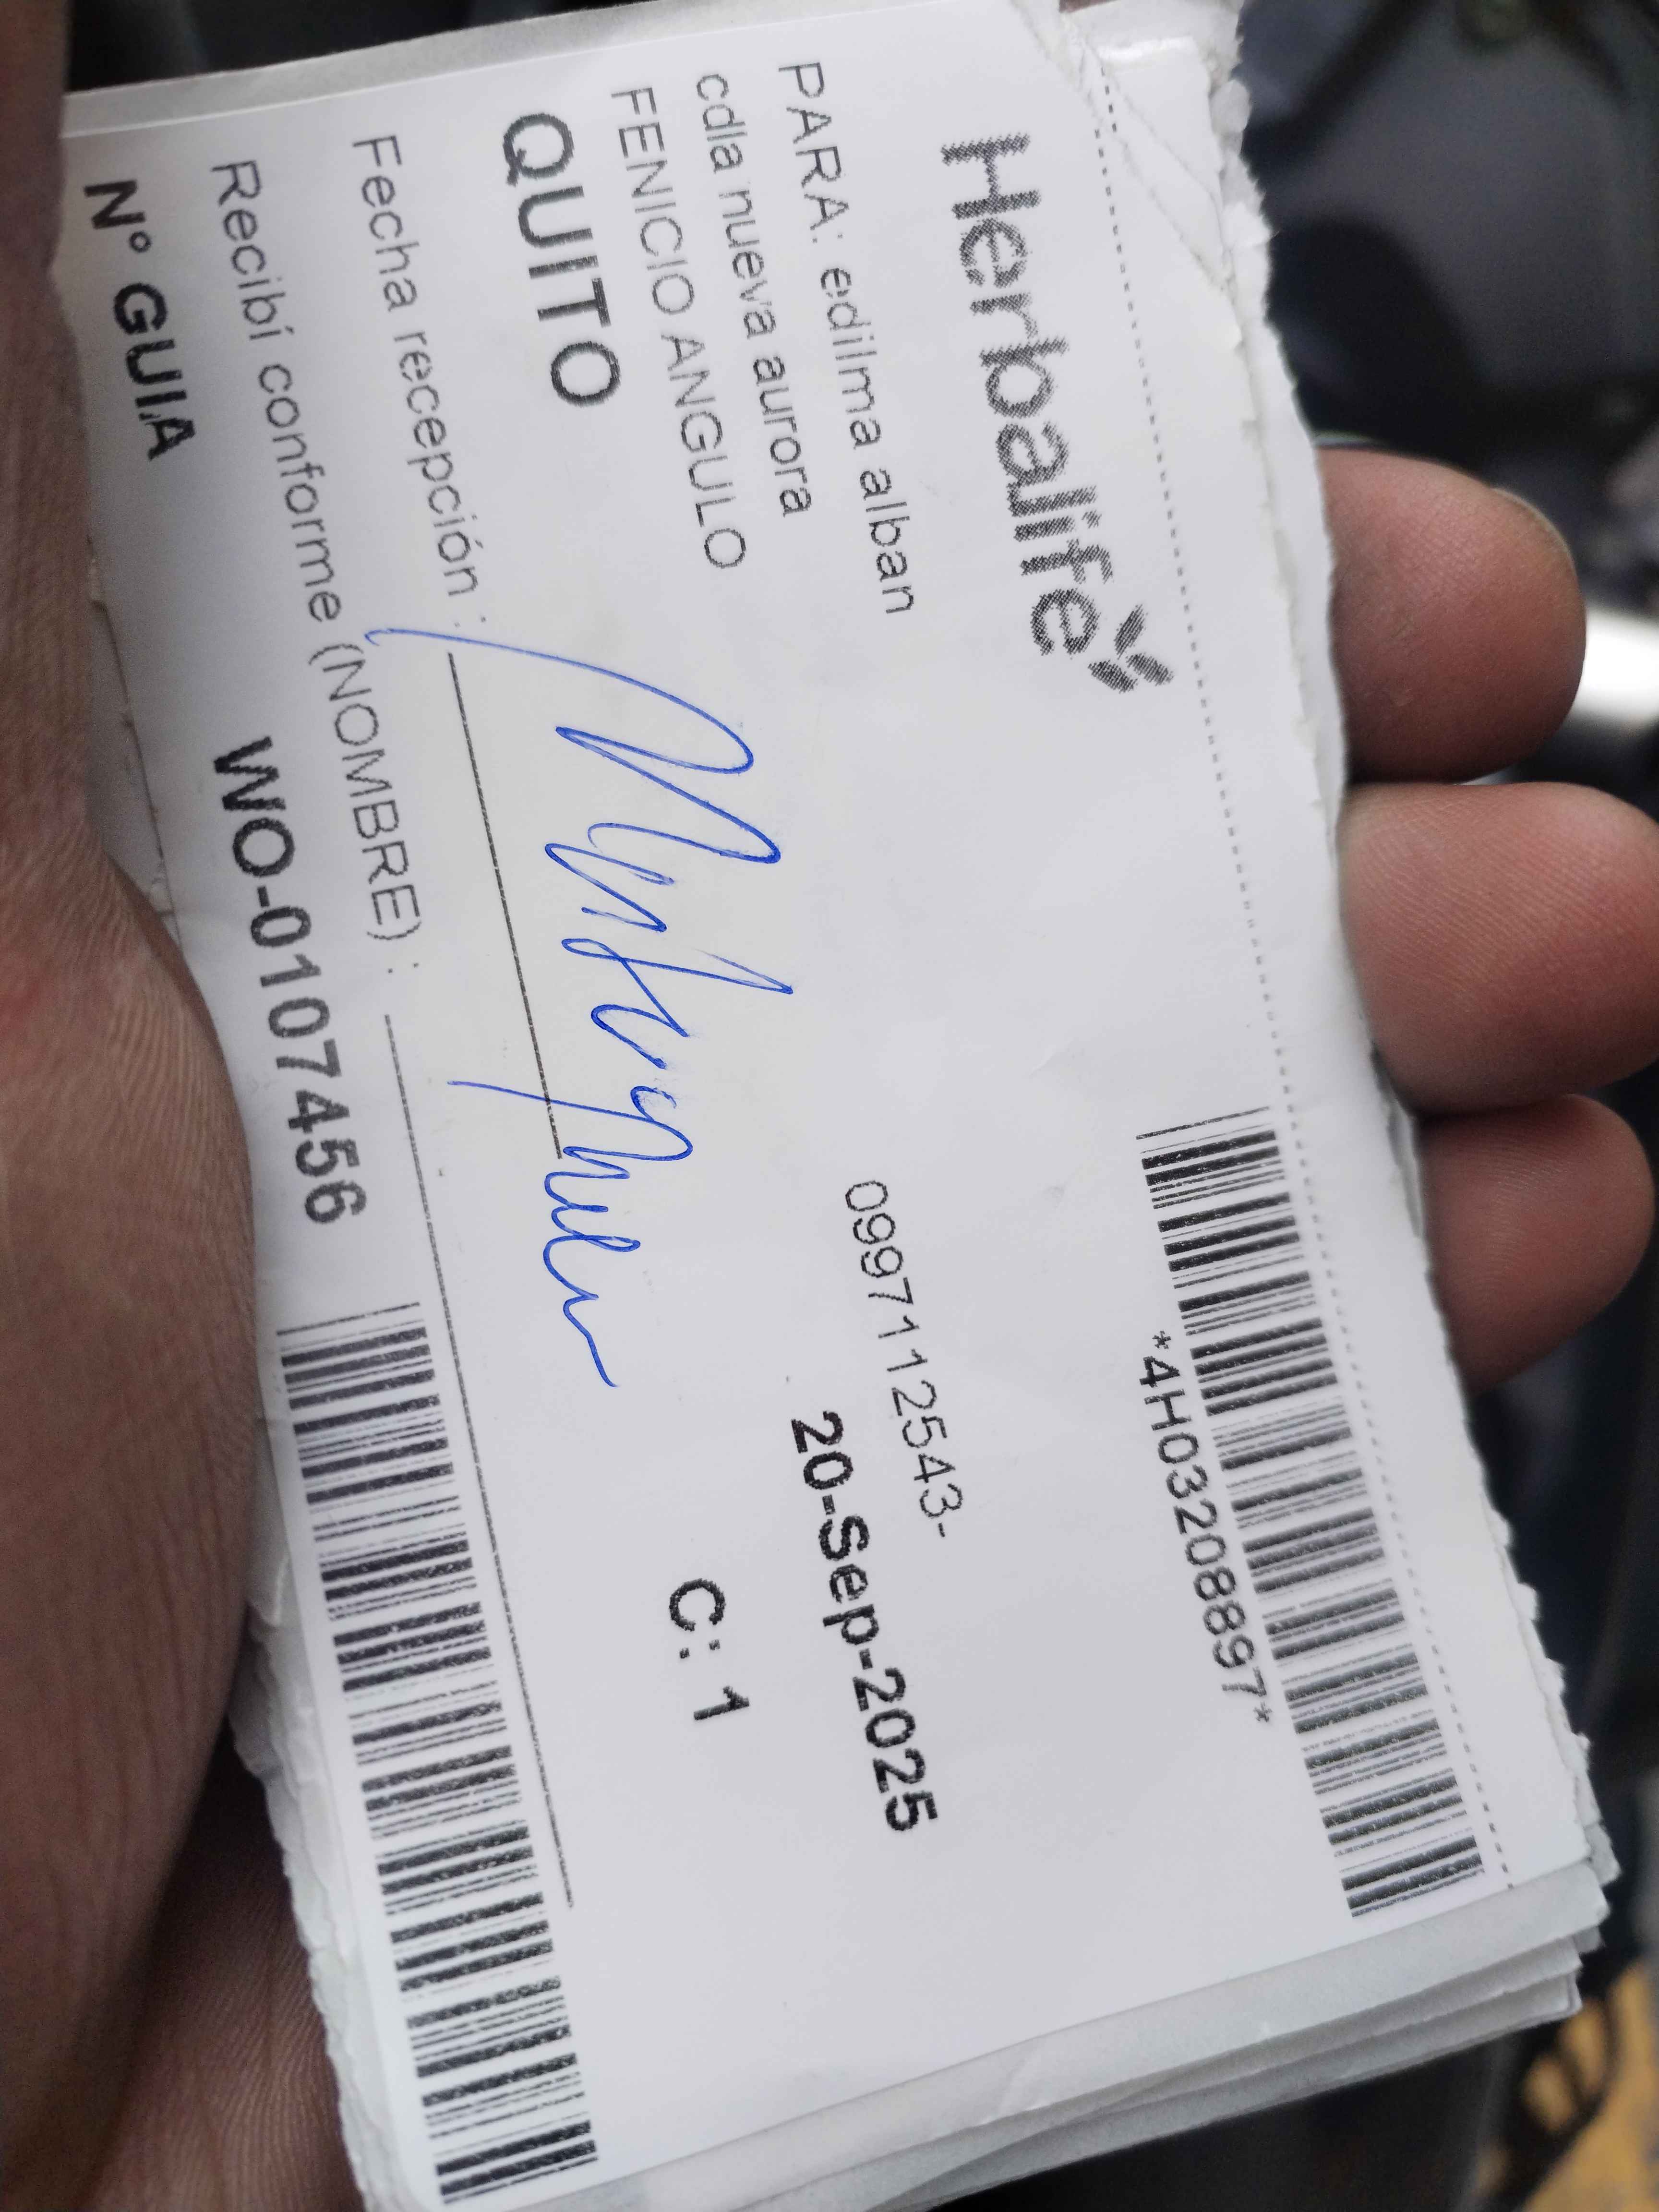 Herbalife
*4H03208897*
PARA: edilma alban
0997112543-
cdla nueva aurora
20-Sep-2025
FENICIO ANGULO
QUITO
C: 1
Fecha recepción :
Recibí conforme (NOMBRE) :
N° GUIA
WO-0107456